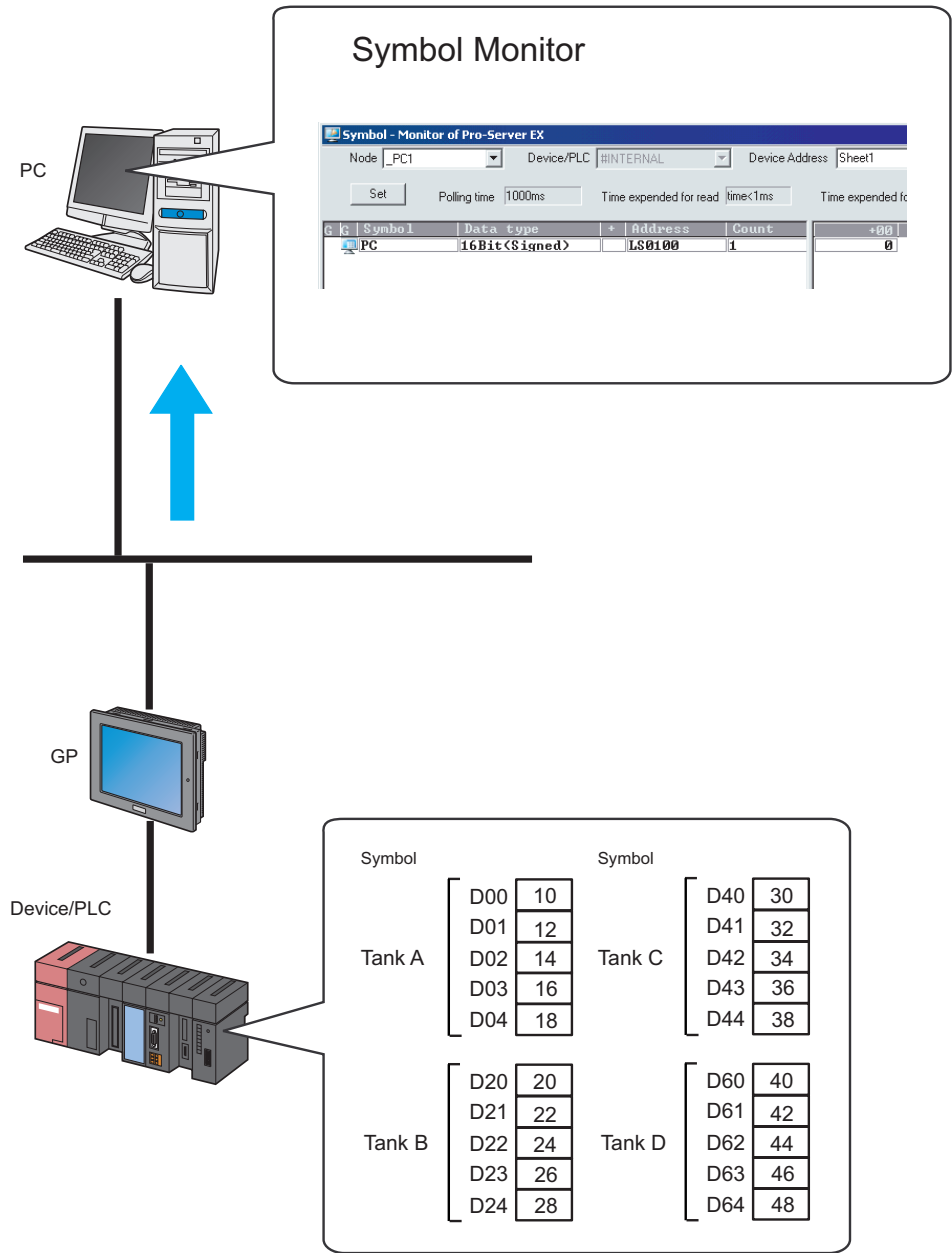 Symbol Monitor
PC
Symbol - Monitor of Pro-Server EX
Node _PC1 Device/PLC #INTERNAL Device Address Sheet1
Set Polling time 1000ms Time expended for read time<1ms Time expended fo
G G Symbol Data type + Address Count +00
PC 16Bit(Signed) LS0100 1 0
GP
Device/PLC
Symbol Symbol
D00 10 D40 30
D01 12 D41 32
Tank A D02 14 Tank C D42 34
D03 16 D43 36
D04 18 D44 38
D20 20 D60 40
D21 22 D61 42
Tank B D22 24 Tank D D62 44
D23 26 D63 46
D24 28 D64 48